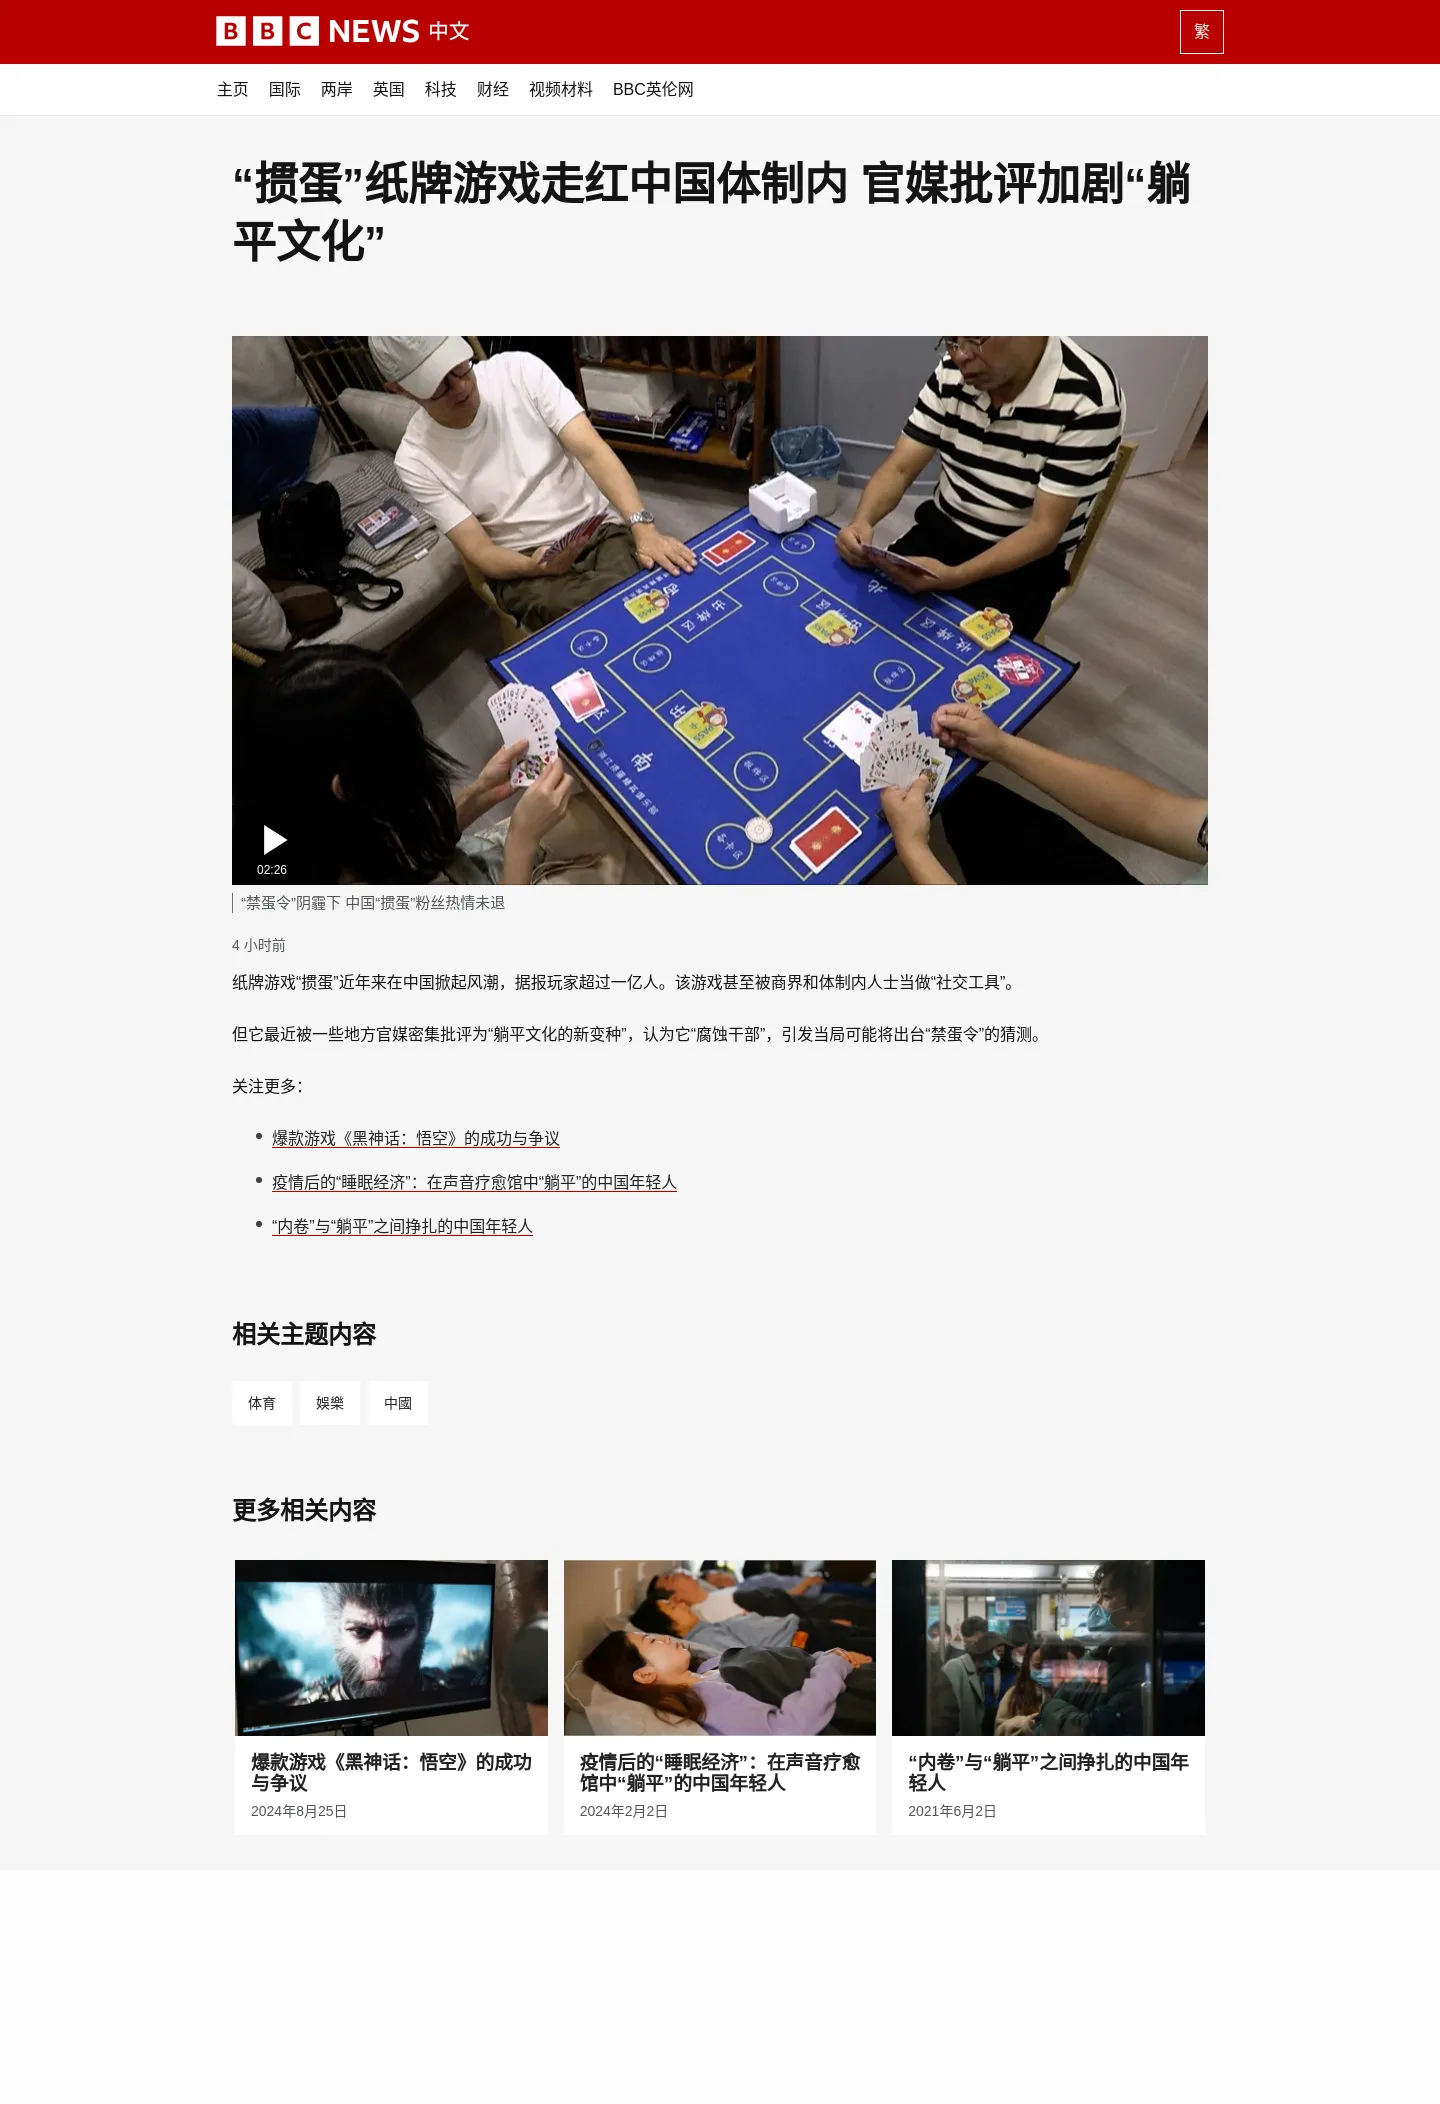 BBC NEWS 中文
繁
主页 国际 两岸 英国 科技 财经 视频材料 BBC英伦网
“掼蛋”纸牌游戏走红中国体制内 官媒批评加剧“躺
平文化”
02:26
“禁蛋令”阴霾下 中国“掼蛋”粉丝热情未退
4 小时前
纸牌游戏“掼蛋”近年来在中国掀起风潮，据报玩家超过一亿人。该游戏甚至被商界和体制内人士当做“社交工具”。
但它最近被一些地方官媒密集批评为“躺平文化的新变种”，认为它“腐蚀干部”，引发当局可能将出台“禁蛋令”的猜测。
关注更多：
爆款游戏《黑神话：悟空》的成功与争议
疫情后的“睡眠经济”：在声音疗愈馆中“躺平”的中国年轻人
“内卷”与“躺平”之间挣扎的中国年轻人
相关主题内容
体育 娛樂 中國
更多相关内容
爆款游戏《黑神话：悟空》的成功
与争议
2024年8月25日
疫情后的“睡眠经济”：在声音疗愈
馆中“躺平”的中国年轻人
2024年2月2日
“内卷”与“躺平”之间挣扎的中国年
轻人
2021年6月2日